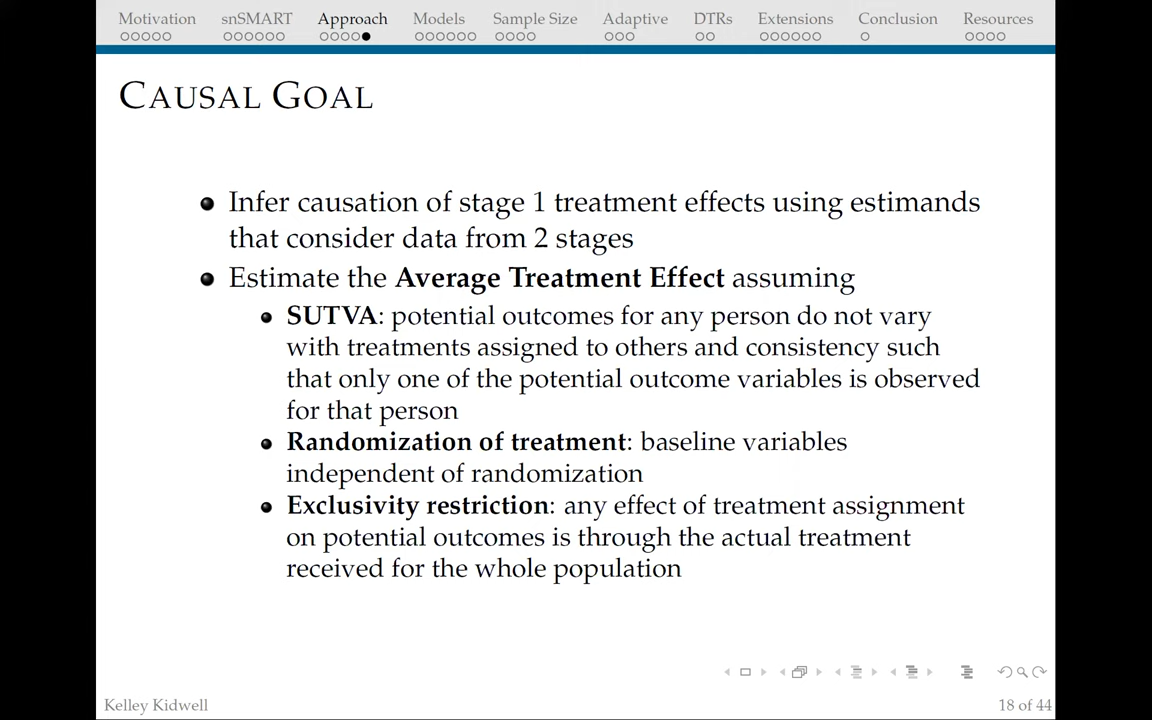 Motivation snSMART Approach Models Sample Size Adaptive DTRs Extensions Conclusion Resources
CAUSAL GOAL
Infer causation of stage 1 treatment effects using estimands
that consider data from 2 stages
Estimate the Average Treatment Effect assuming
SUTVA: potential outcomes for any person do not vary
with treatments assigned to others and consistency such
that only one of the potential outcome variables is observed
for that person
Randomization of treatment: baseline variables
independent of randomization
Exclusivity restriction: any effect of treatment assignment
on potential outcomes is through the actual treatment
received for the whole population
Kelley Kidwell 18 of 44